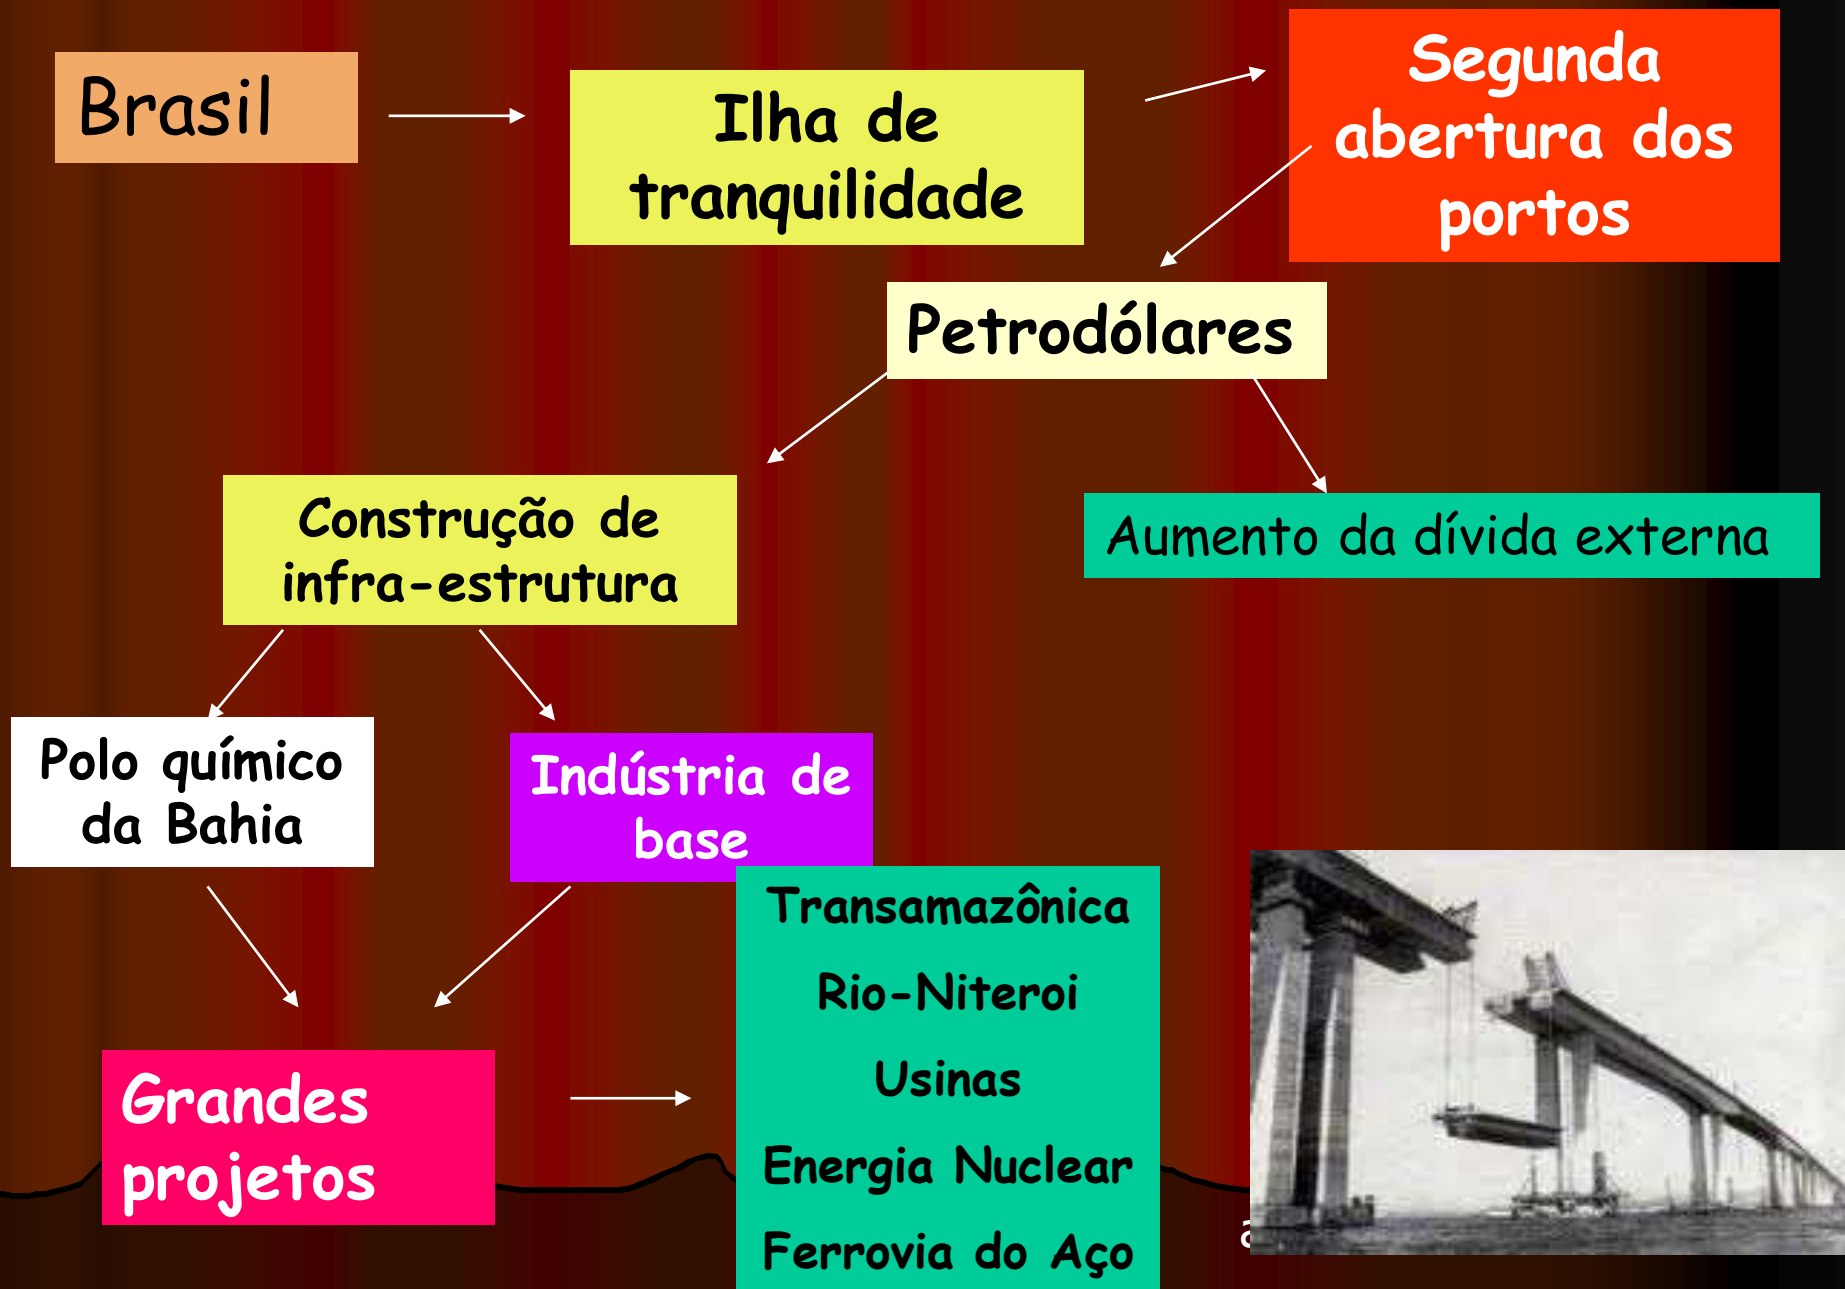 Brasil
Ilha de
tranquilidade
Segunda
abertura dos
portos
Petrodólares
Construção de
infra-estrutura
Aumento da dívida externa
Polo químico
da Bahia
Indústria de
base
Grandes
projetos
Transamazônica
Rio-Niteroi
Usinas
Energia Nuclear
Ferrovia do Aço